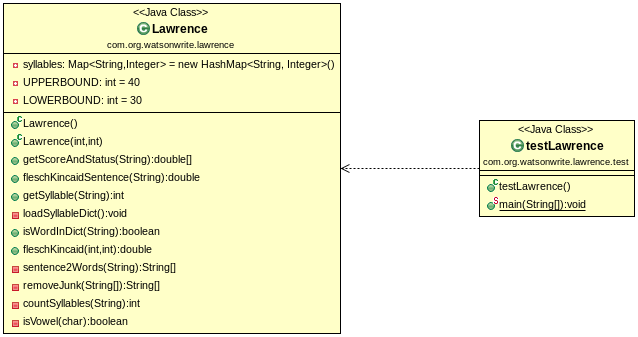 <<Java Class>>
Lawrence
com.org.watsonwrite.lawrence
syllables: Map<String,Integer> = new HashMap<String, Integer>()
UPPERBOUND: int = 40
LOWERBOUND: int = 30
Lawrence()
Lawrence(int,int)
getScoreAndStatus(String):double[]
fleschKincaidSentence(String):double
getSyllable(String):int
loadSyllableDict():void
isWordInDict(String):boolean
fleschKincaid(int,int):double
sentence2Words(String):String[]
removeJunk(String[]):String[]
countSyllables(String):int
isVowel(char):boolean
<<Java Class>>
testLawrence
com.org.watsonwrite.lawrence.test
testLawrence()
main(String[]):void